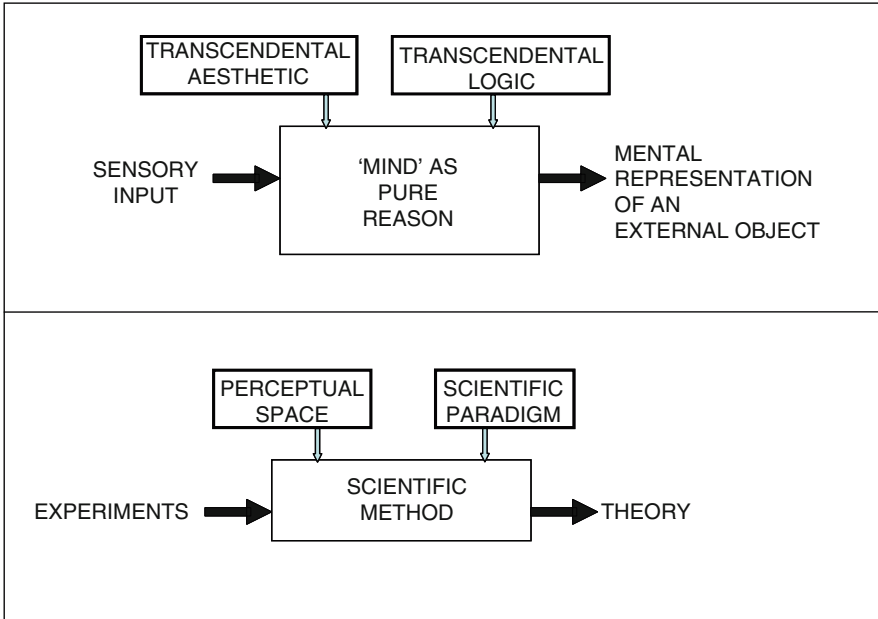 TRANSCENDENTAL
AESTHETIC
TRANSCENDENTAL
LOGIC
SENSORY
INPUT
‘MIND’ AS
PURE
REASON
MENTAL
REPRESENTATION
OF AN
EXTERNAL OBJECT
PERCEPTUAL
SPACE
SCIENTIFIC
PARADIGM
EXPERIMENTS
SCIENTIFIC
METHOD
THEORY